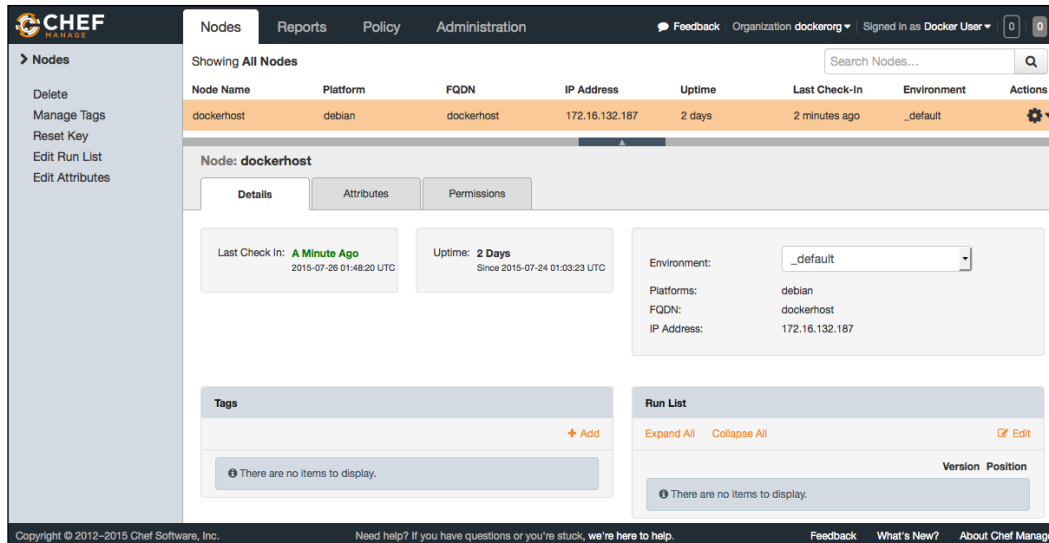 CHEF
MANAGE
Nodes Reports Policy Administration
Feedback Organization dockerorg Signed in as Docker User 0 0
Nodes
Delete
Manage Tags
Reset Key
Edit Run List
Edit Attributes
Showing All Nodes
Search Nodes...
Node Name Platform FQDN IP Address Uptime Last Check-In Environment Actions
dockerhost debian dockerhost 172.16.132.187 2 days 2 minutes ago _default
Node: dockerhost
Details Attributes Permissions
Last Check In: A Minute Ago
2015-07-26 01:48:20 UTC
Uptime: 2 Days
Since 2015-07-24 01:03:23 UTC
Environment: _default
Platforms: debian
FQDN: dockerhost
IP Address: 172.16.132.187
Tags
+ Add
There are no items to display.
Run List
Expand All Collapse All Edit
Version Position
There are no items to display.
Copyright © 2012–2015 Chef Software, Inc. Need help? If you have questions or you're stuck, we're here to help. Feedback What's New? About Chef Manage